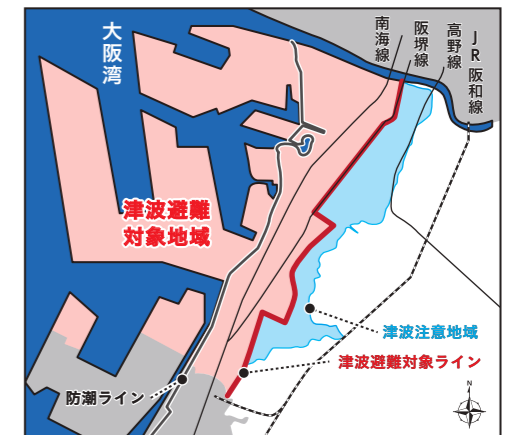 大阪湾
南海線
阪堺線
高野線
JR阪和線
津波避難
対象地域
津波注意地域
津波避難対象ライン
防潮ライン
N